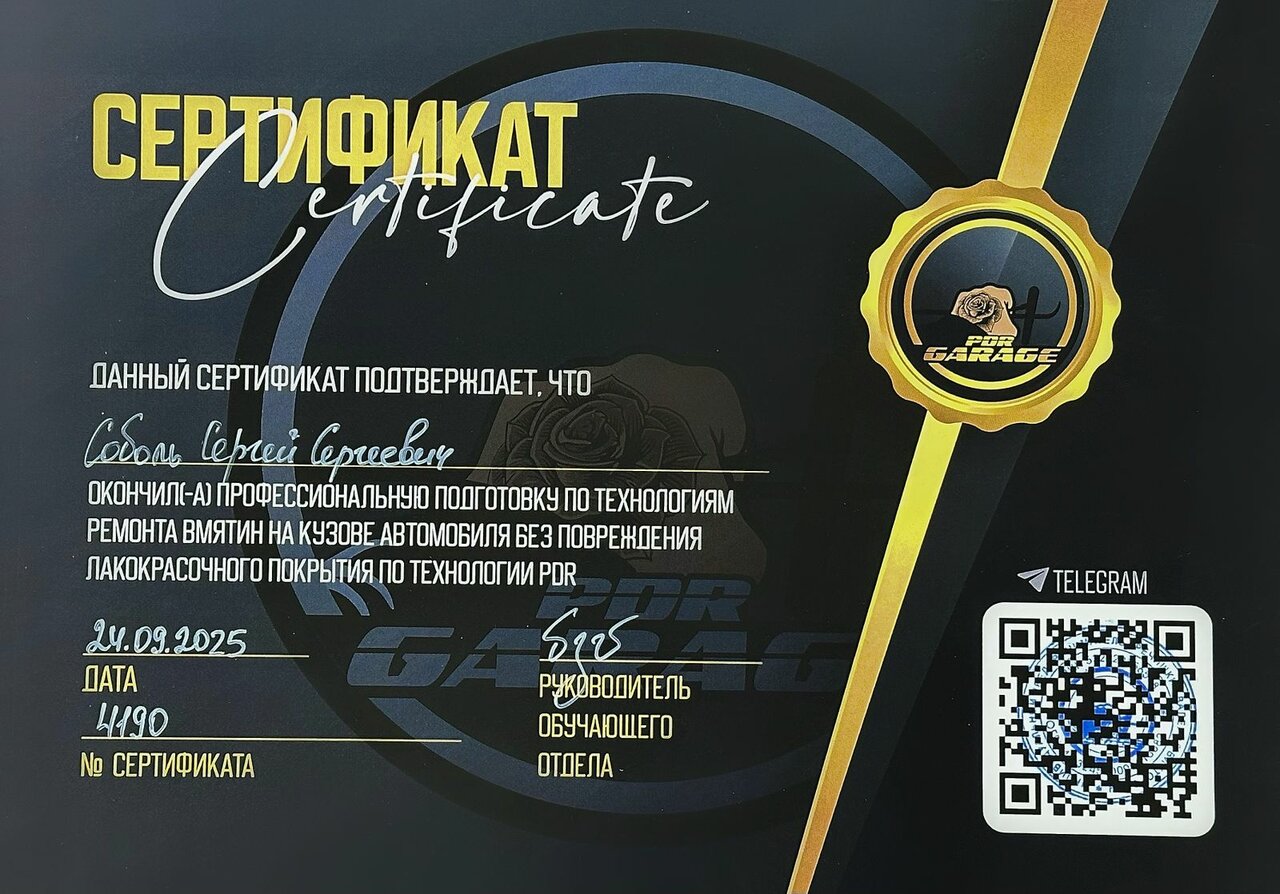 СЕРТИФИКАТ
Certificate
PDR
GARAGE
ДАННЫЙ СЕРТИФИКАТ ПОДТВЕРЖДАЕТ, ЧТО
Соболь Сергей Сергеевич
ОКОНЧИЛ(-А) ПРОФЕССИОНАЛЬНУЮ ПОДГОТОВКУ ПО ТЕХНОЛОГИЯМ
РЕМОНТА ВМЯТИН НА КУЗОВЕ АВТОМОБИЛЯ БЕЗ ПОВРЕЖДЕНИЯ
ЛАКОКРАСОЧНОГО ПОКРЫТИЯ ПО ТЕХНОЛОГИИ PDR
PDR
GARAG
24.09.2025
ДАТА
4190
№ СЕРТИФИКАТА
РУКОВОДИТЕЛЬ
ОБУЧАЮЩЕГО
ОТДЕЛА
TELEGRAM